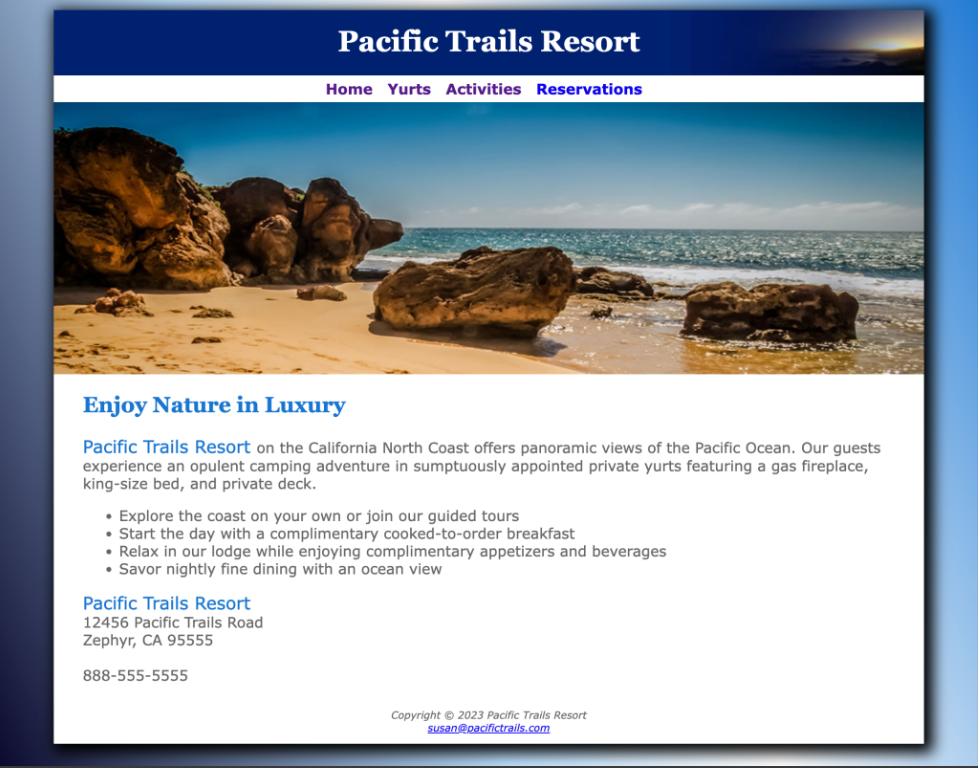 Pacific Trails Resort
Home Yurts Activities Reservations
Enjoy Nature in Luxury
Pacific Trails Resort on the California North Coast offers panoramic views of the Pacific Ocean. Our guests
experience an opulent camping adventure in sumptuously appointed private yurts featuring a gas fireplace,
king-size bed, and private deck.
• Explore the coast on your own or join our guided tours
• Start the day with a complimentary cooked-to-order breakfast
• Relax in our lodge while enjoying complimentary appetizers and beverages
• Savor nightly fine dining with an ocean view
Pacific Trails Resort
12456 Pacific Trails Road
Zephyr, CA 95555
888-555-5555
Copyright © 2023 Pacific Trails Resort
susan@pacifictrails.com